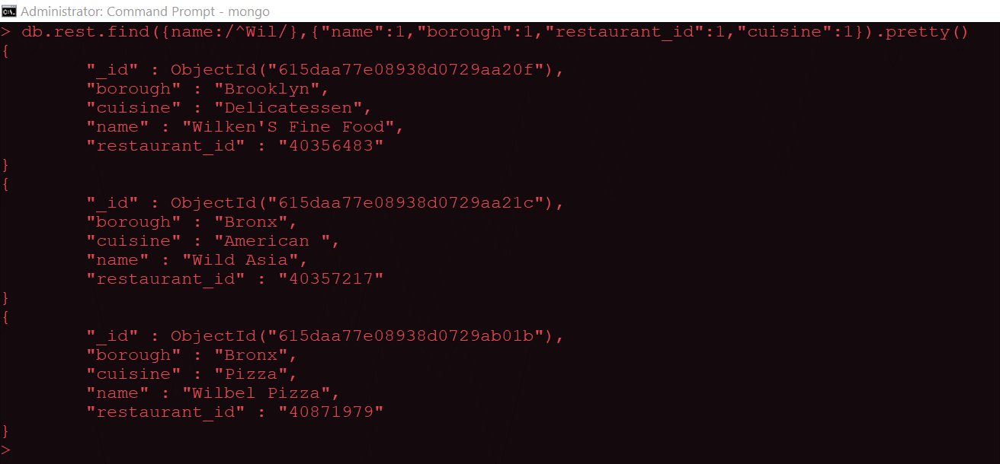 Administrator: Command Prompt - mongo
> db.rest.find({name:/^Wil/},{"name":1,"borough":1,"restaurant_id":1,"cuisine":1}).pretty()
{
        "_id" : ObjectId("615daa77e08938d0729aa20f"),
        "borough" : "Brooklyn",
        "cuisine" : "Delicatessen",
        "name" : "Wilken'S Fine Food",
        "restaurant_id" : "40356483"
}
{
        "_id" : ObjectId("615daa77e08938d0729aa21c"),
        "borough" : "Bronx",
        "cuisine" : "American ",
        "name" : "Wild Asia",
        "restaurant_id" : "40357217"
}
{
        "_id" : ObjectId("615daa77e08938d0729ab01b"),
        "borough" : "Bronx",
        "cuisine" : "Pizza",
        "name" : "Wilbel Pizza",
        "restaurant_id" : "40871979"
}
>